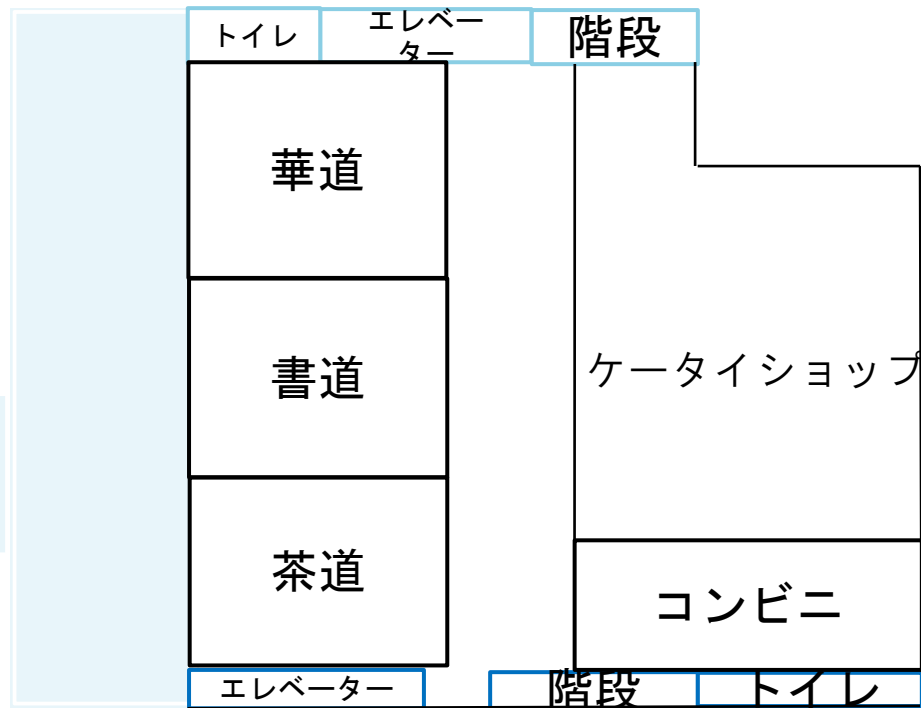 トイレ
エレベー
ター
階段
華道
書道
ケータイショップ
茶道
コンビニ
エレベーター
階段
トイレ